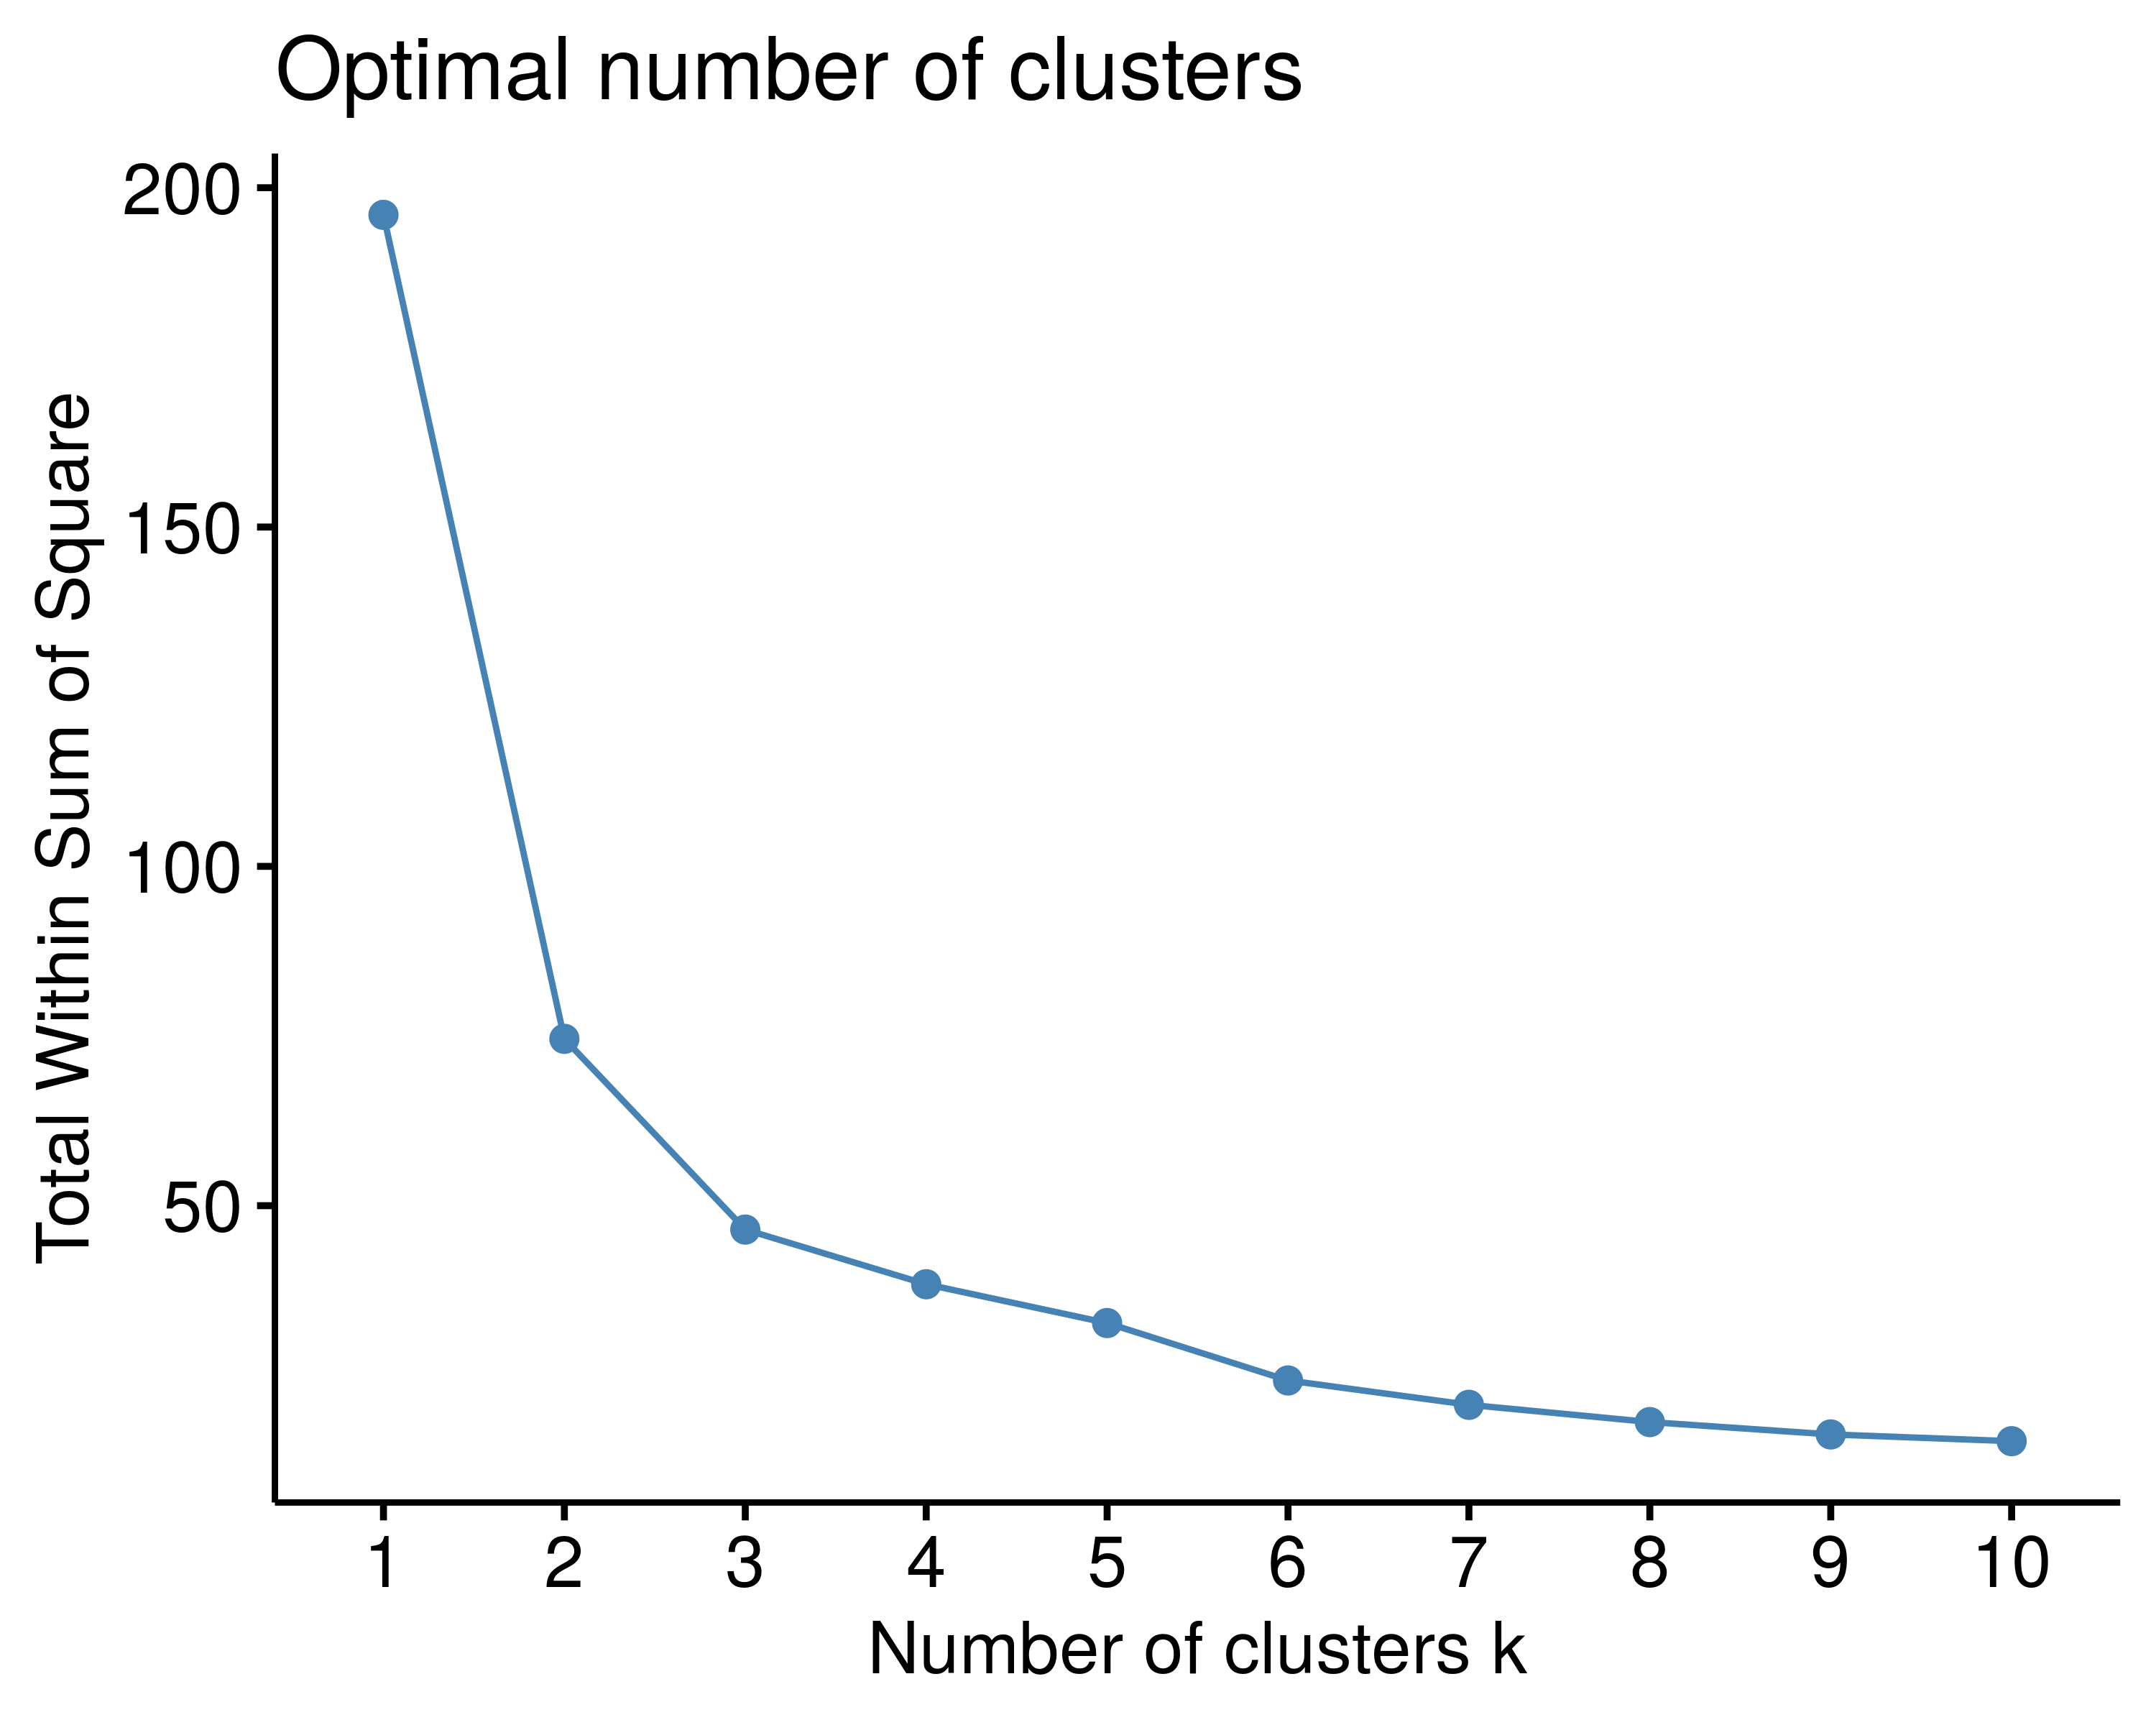 Optimal number of clusters
Total Within Sum of Square
200
150
100
50
1 2 3 4 5 6 7 8 9 10
Number of clusters k